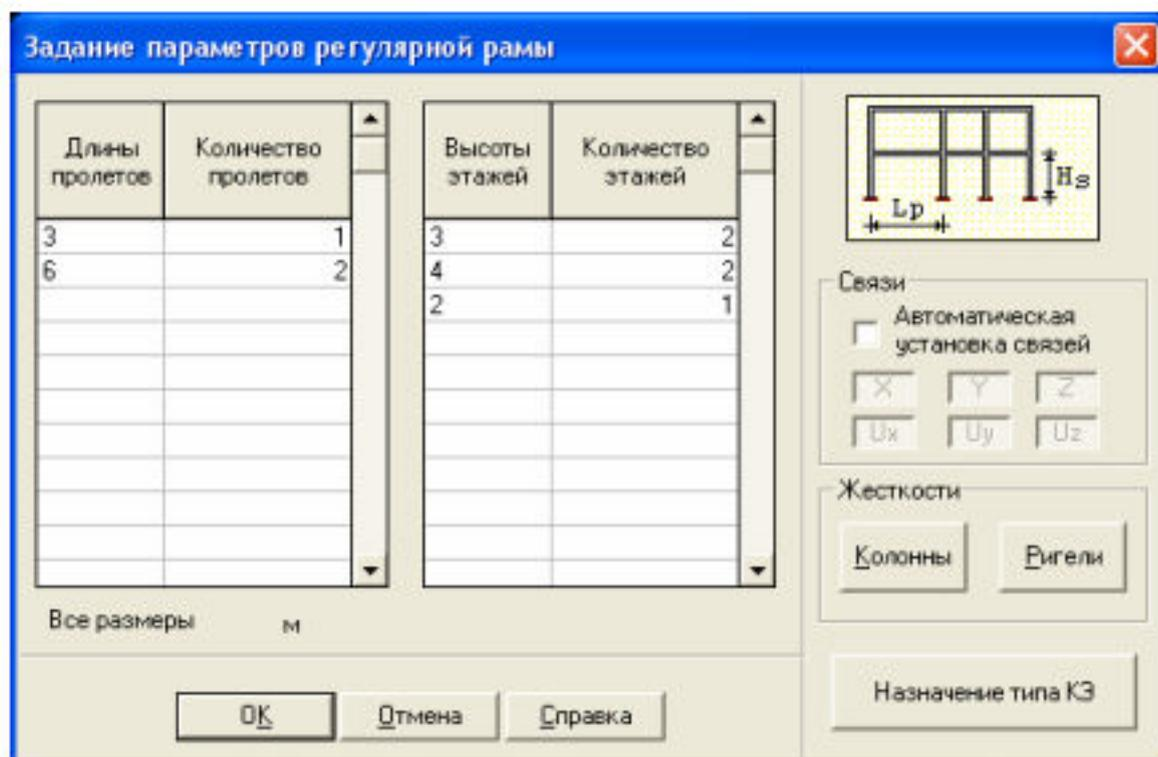 Задание параметров регулярной рамы
Длины пролетов
Количество пролетов
3 1
6 2
Высоты этажей
Количество этажей
3 2
4 2
2 1
Hs
Lp
Связи
Автоматическая
установка связей
X Y Z
Ux Uy Uz
Жесткости
Колонны Ригели
Все размеры м
Назначение типа КЭ
OK Отмена Справка